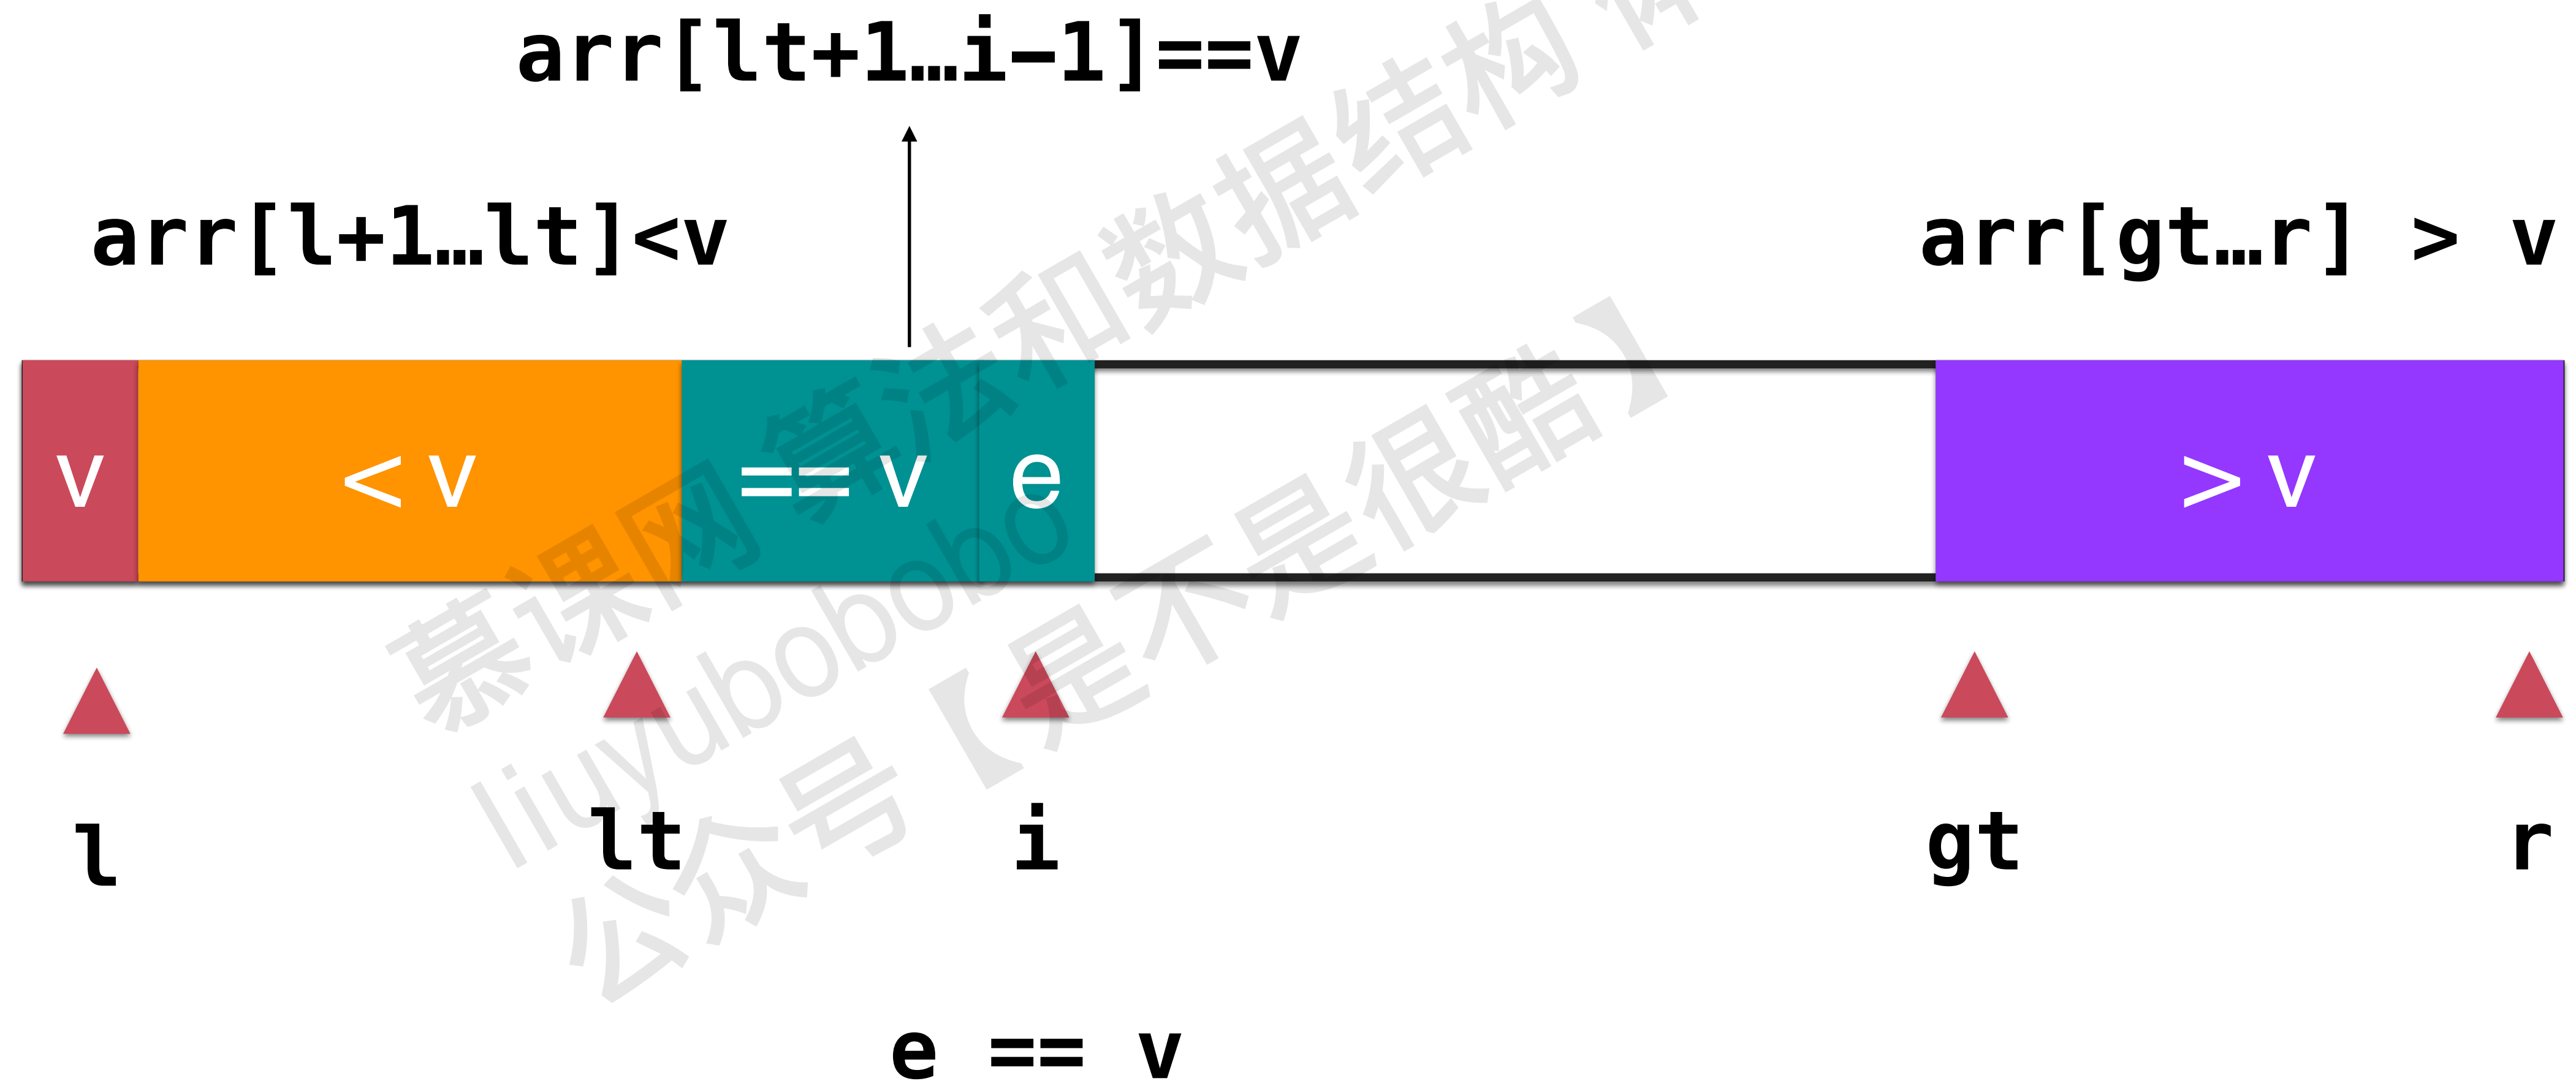 arr[lt+1…i-1]==v
arr[l+1…lt]<v
arr[gt…r] > v
v
< v
== v
e
> v
l
lt
i
gt
r
e == v
慕课网 算法和数据结构
liuyubobobo
公众号【是不是很酷】